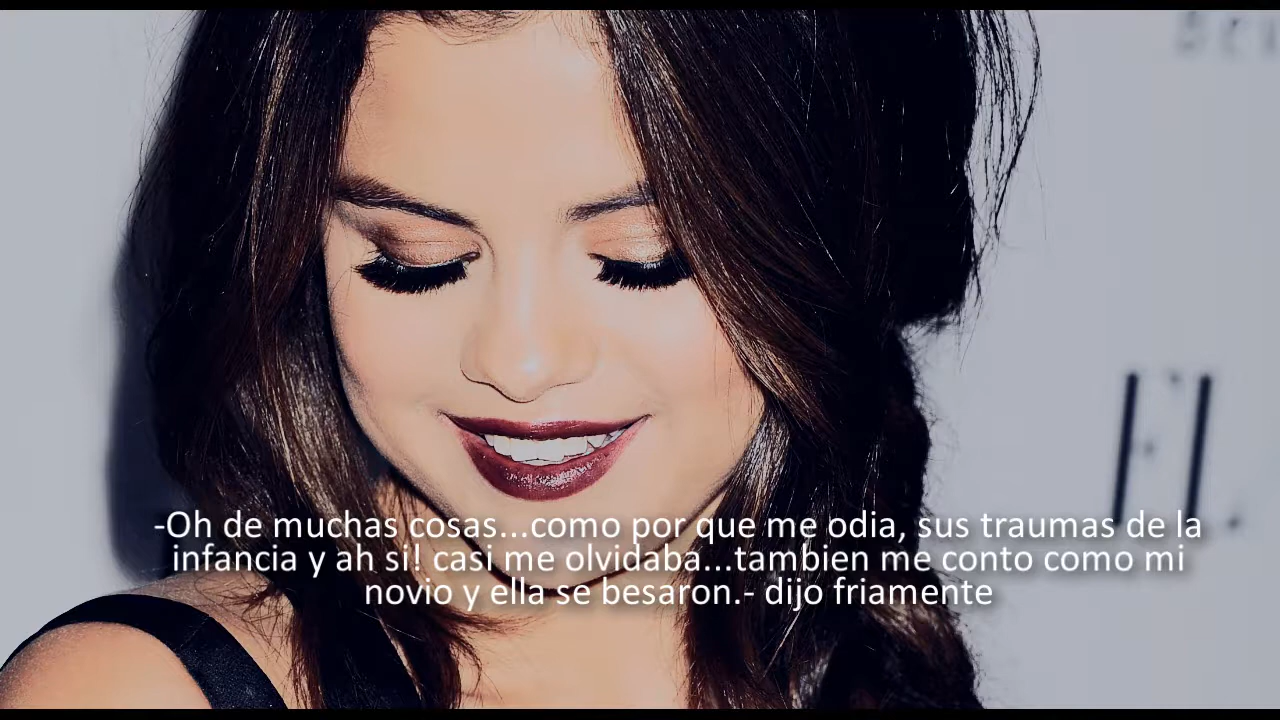 -Oh de muchas cosas...como por que me odia, sus traumas de la
infancia y ah si! casi me olvidaba...tambien me conto como mi
novio y ella se besaron.- dijo friamente